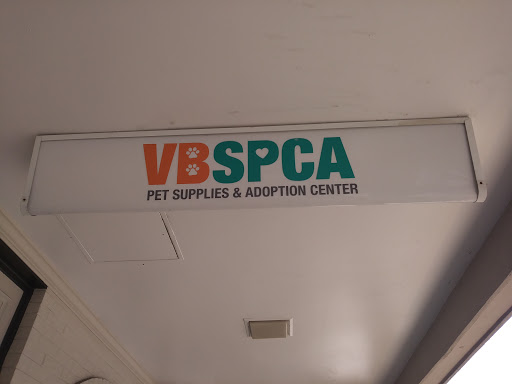 VBSPCA
PET SUPPLIES & ADOPTION CENTER